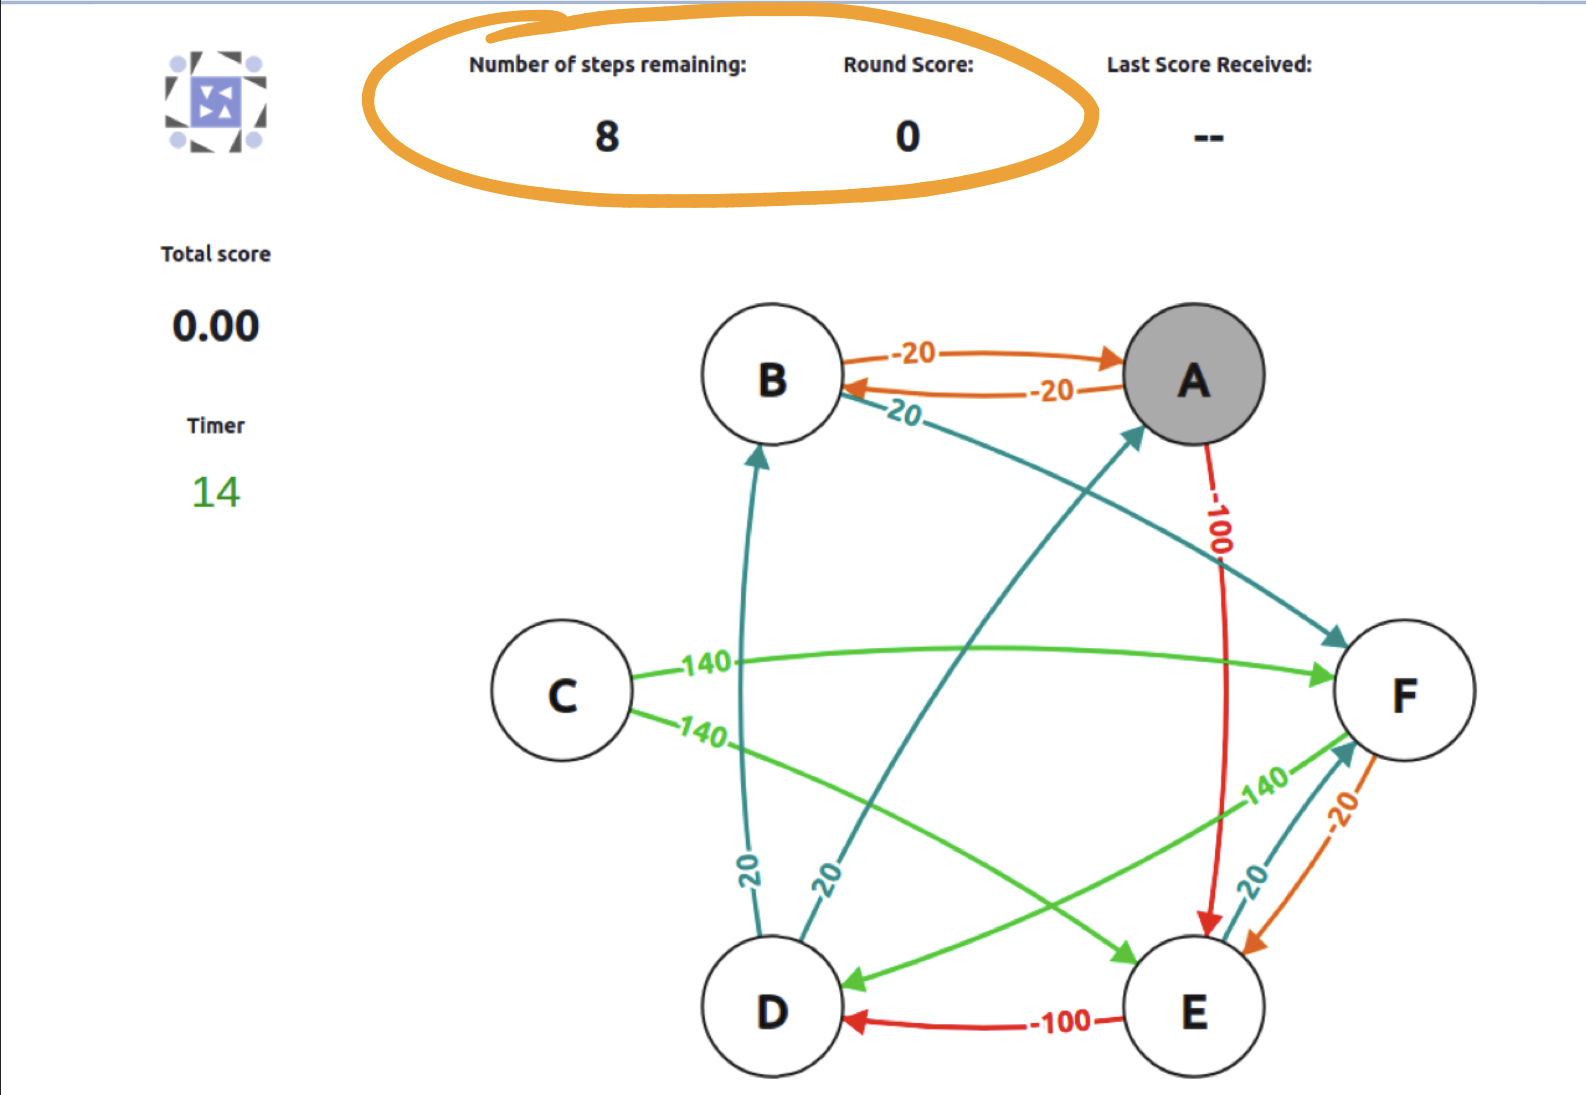 Number of steps remaining: Round Score: Last Score Received:
8 0 --
Total score
0.00
Timer
14
B -20 A
-20
20
-100
C 140 F
140
140
-20
20 20 20
D -100 E